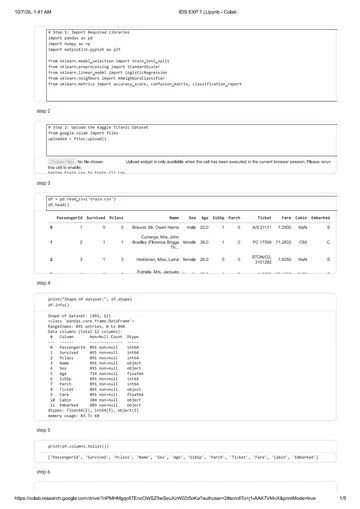 10/7/26, 1:41 AM
IDS EXP 7 (.ipynb - Colab
# Step 1: Import Required Libraries
import pandas as pd
import numpy as np
import matplotlib.pyplot as plt
from sklearn.model_selection import train_test_split
from sklearn.preprocessing import StandardScaler
from sklearn.linear_model import LogisticRegression
from sklearn.neighbors import KNeighborsClassifier
from sklearn.metrics import accuracy_score, confusion_matrix, classification_report
step 2
# Step 2: Upload the Kaggle Titanic Dataset
from google.colab import files
uploaded = files.upload()
No file chosen Upload widget is only available when the cell has been executed in the current browser session. Please rerun
this cell to enable.
step 3
df = pd.read_csv('train.csv')
df.head()
PassengerId Survived Pclass Name Sex Age SibSp Parch Ticket Fare Cabin Embarked
0 1 0 3 Braund, Mr. Owen Harris male 22.0 1 0 A/5 21171 7.2500 NaN S
Cumings, Mrs. John
1 2 1 1 Bradley (Florence Briggs female 38.0 1 0 PC 17599 71.2833 C85 C
Th...
2 3 1 3 Heikkinen, Miss. Laina female 26.0 0 0 STON/O2. 3101282 7.9250 NaN S
step 4
print("Shape of dataset:", df.shape)
df.info()
Shape of dataset: (891, 12)
<class 'pandas.core.frame.DataFrame'>
RangeIndex: 891 entries, 0 to 890
Data columns (total 12 columns):
# Column Non-Null Count Dtype
--- ------ -------------- -----
0 PassengerId 891 non-null int64
1 Survived 891 non-null int64
2 Pclass 891 non-null int64
3 Name 891 non-null object
4 Sex 891 non-null object
5 Age 714 non-null float64
6 SibSp 891 non-null int64
7 Parch 891 non-null int64
8 Ticket 891 non-null object
9 Fare 891 non-null float64
10 Cabin 204 non-null object
11 Embarked 889 non-null object
dtypes: float64(2), int64(5), object(5)
memory usage: 83.7+ KB
step 5
print(df.columns.tolist())
['PassengerId', 'Survived', 'Pclass', 'Name', 'Sex', 'Age', 'SibSp', 'Parch', 'Ticket', 'Fare', 'Cabin', 'Embarked']
step 6
1/5